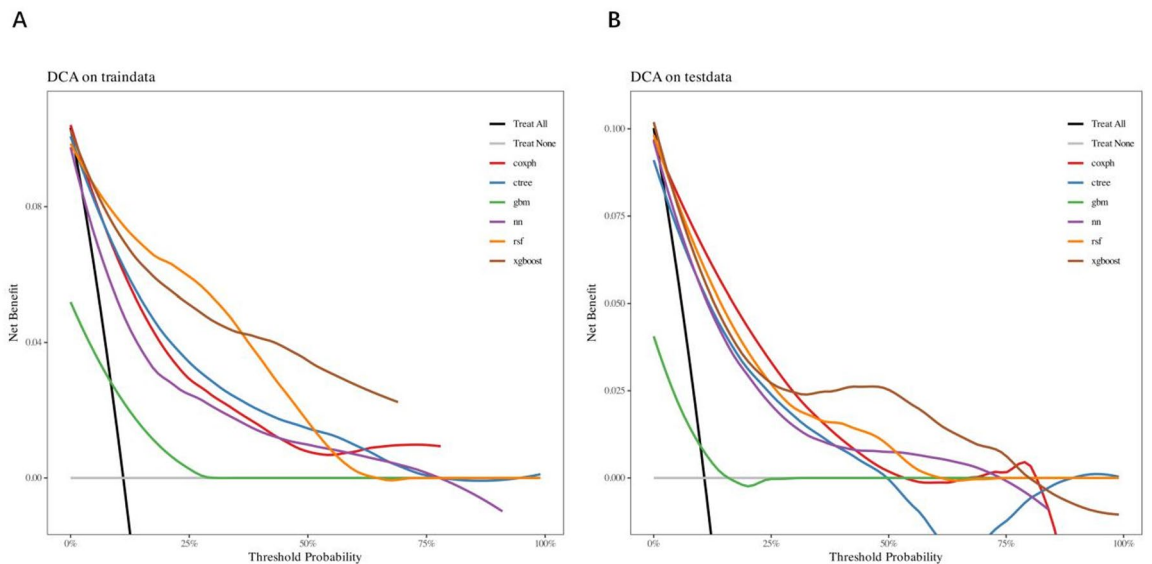 A
DCA on traindata
Treat All
Treat None
coxph
ctree
gbm
nn
rsf
xgboost
0.08
0.04
0.00
Net Benefit
0%
25%
50%
75%
100%
Threshold Probability
B
DCA on testdata
Treat All
Treat None
coxph
ctree
gbm
nn
rsf
xgboost
0.100
0.075
0.050
0.025
0.000
Net Benefit
0%
25%
50%
75%
100%
Threshold Probability